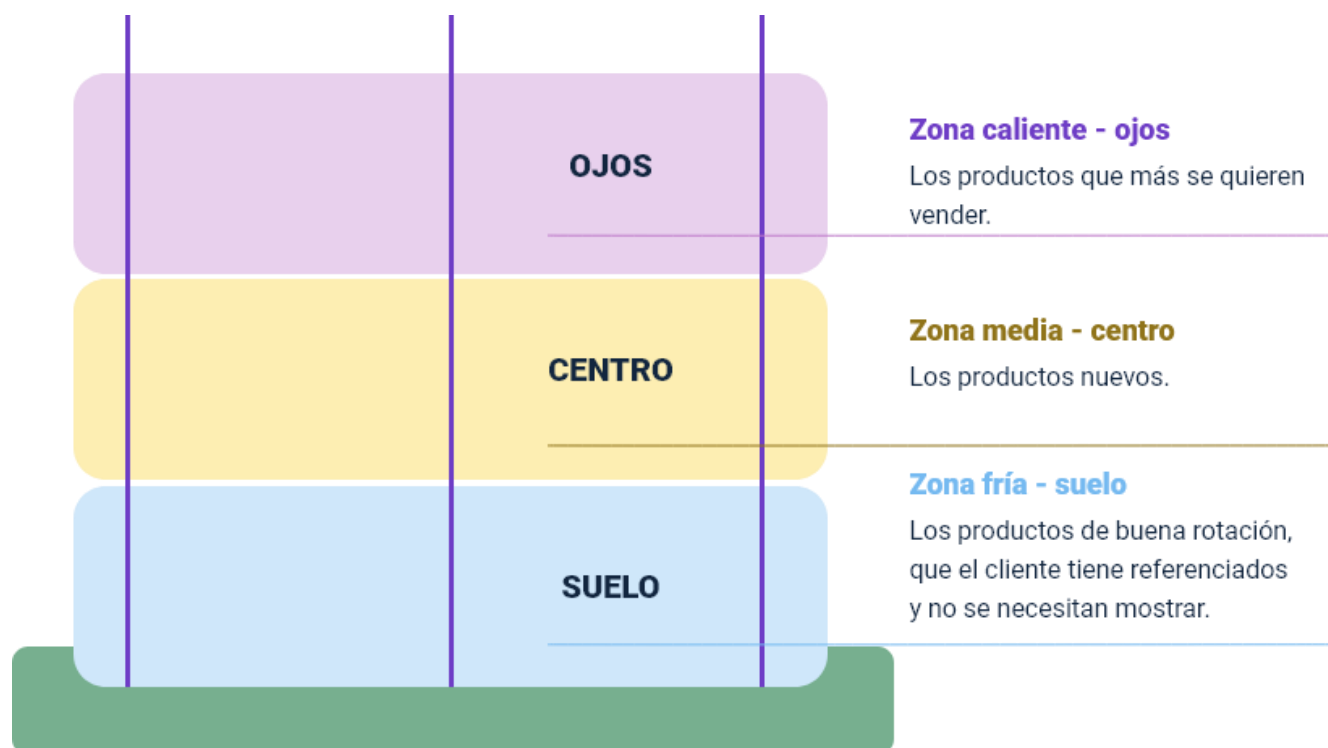 OJOS
Zona caliente - ojos
Los productos que más se quieren
vender.
CENTRO
Zona media - centro
Los productos nuevos.
SUELO
Zona fría - suelo
Los productos de buena rotación,
que el cliente tiene referenciados
y no se necesitan mostrar.